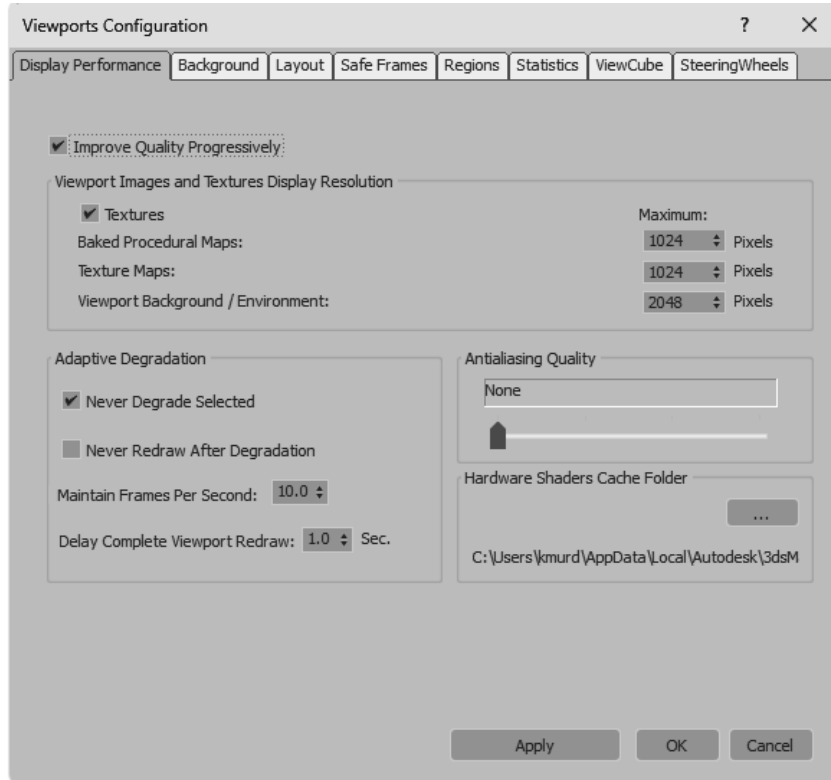 Viewports Configuration ? ×
Display Performance Background Layout Safe Frames Regions Statistics ViewCube SteeringWheels
Improve Quality Progressively
Viewport Images and Textures Display Resolution
Textures Maximum:
Baked Procedural Maps: 1024 Pixels
Texture Maps: 1024 Pixels
Viewport Background / Environment: 2048 Pixels
Adaptive Degradation
Never Degrade Selected
Never Redraw After Degradation
Maintain Frames Per Second: 10.0
Delay Complete Viewport Redraw: 1.0 Sec.
Antialiasing Quality
None
Hardware Shaders Cache Folder
...
C:\Users\kmurd\AppData\Local\Autodesk\3dsM
Apply OK Cancel